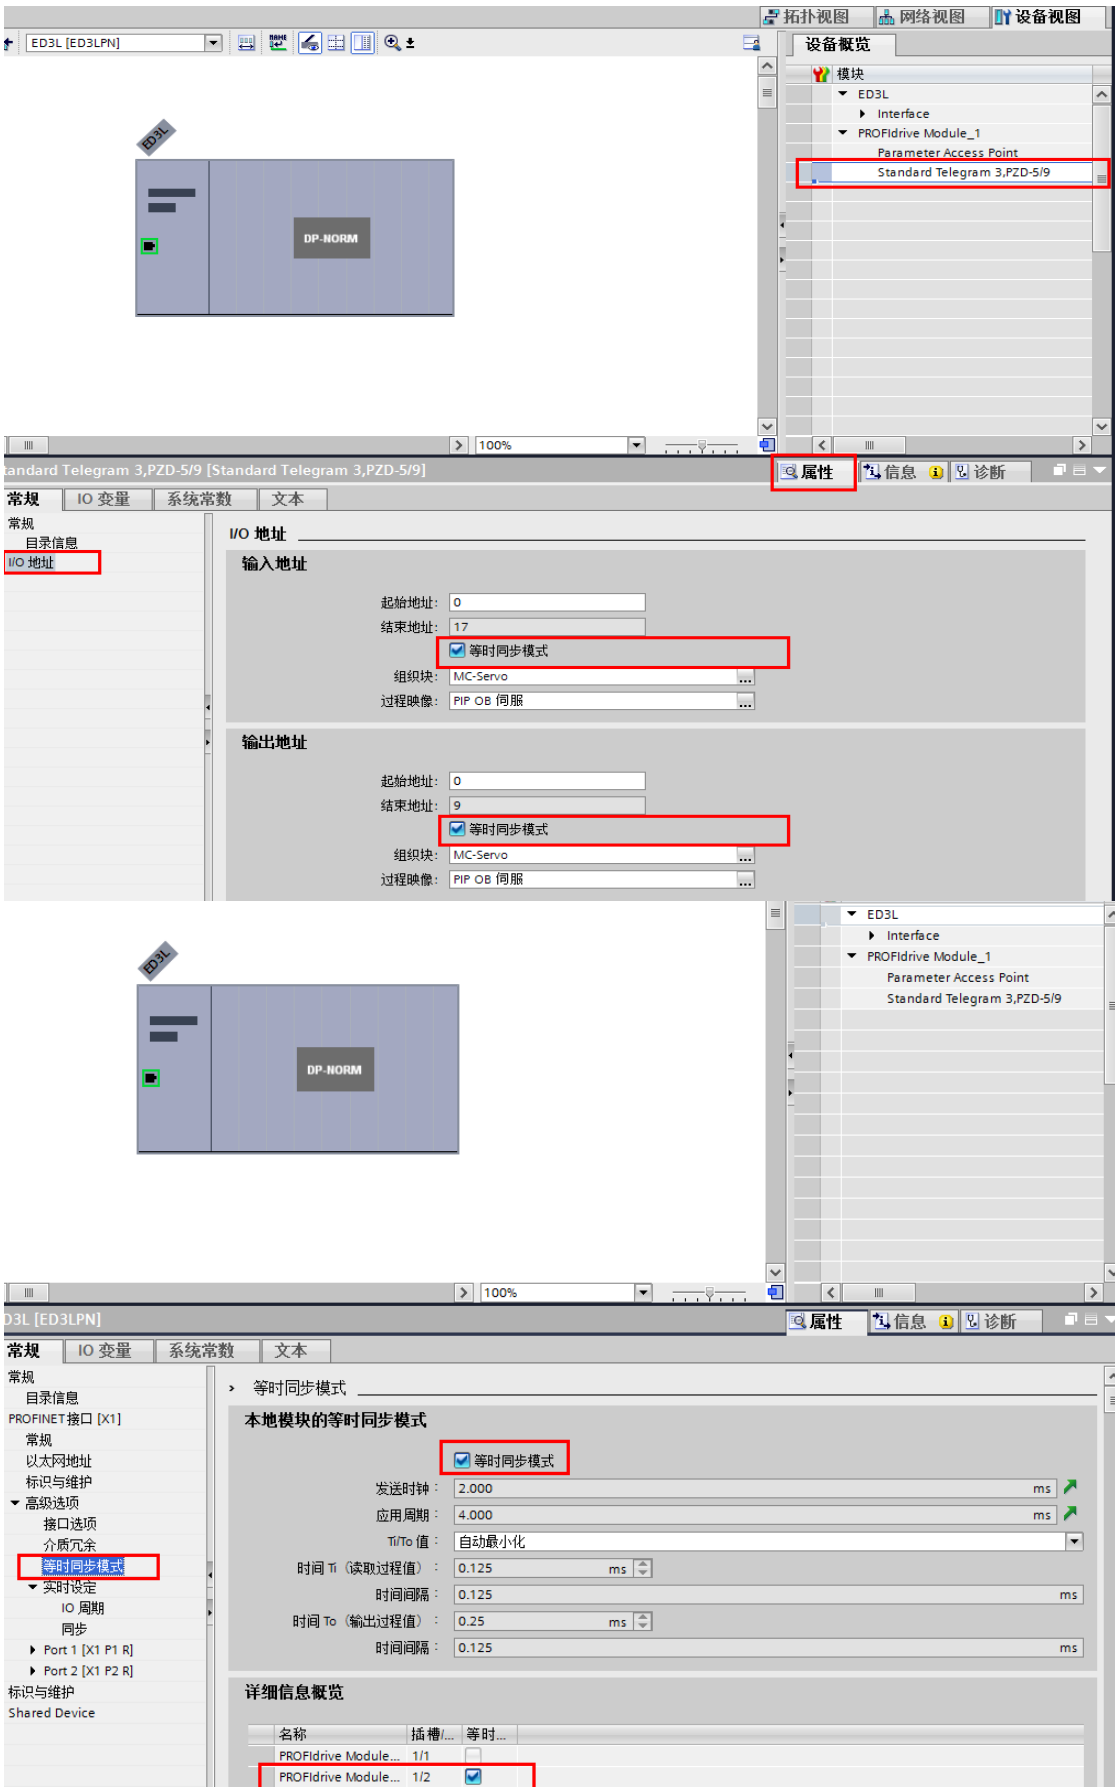 拓扑视图 网络视图 设备视图
ED3L [ED3LPN]
设备概览
模块
ED3L
Interface
PROFIdrive Module_1
Parameter Access Point
Standard Telegram 3,PZD-5/9
ED3L
DP-NORM
100%
tandard Telegram 3,PZD-5/9 [Standard Telegram 3,PZD-5/9]
属性 信息 诊断
常规 IO 变量 系统常数 文本
常规
目录信息
I/O 地址
I/O 地址
输入地址
起始地址: 0
结束地址: 17
等时同步模式
组织块: MC-Servo ...
过程映像: PIP OB 伺服 ...
输出地址
起始地址: 0
结束地址: 9
等时同步模式
组织块: MC-Servo ...
过程映像: PIP OB 伺服 ...
ED3L
Interface
PROFIdrive Module_1
Parameter Access Point
Standard Telegram 3,PZD-5/9
ED3L
DP-NORM
100%
D3L [ED3LPN]
属性 信息 诊断
常规 IO 变量 系统常数 文本
常规
目录信息
PROFINET接口 [X1]
常规
以太网地址
标识与维护
高级选项
接口选项
介质冗余
等时同步模式
实时设定
IO 周期
同步
Port 1 [X1 P1 R]
Port 2 [X1 P2 R]
标识与维护
Shared Device
等时同步模式
本地模块的等时同步模式
等时同步模式
发送时钟: 2.000 ms
应用周期: 4.000 ms
Ti/To 值: 自动最小化
时间 Ti（读取过程值）: 0.125 ms
时间间隔: 0.125 ms
时间 To（输出过程值）: 0.25 ms
时间间隔: 0.125 ms
详细信息概览
名称 插槽/... 等时...
PROFIdrive Module... 1/1
PROFIdrive Module... 1/2